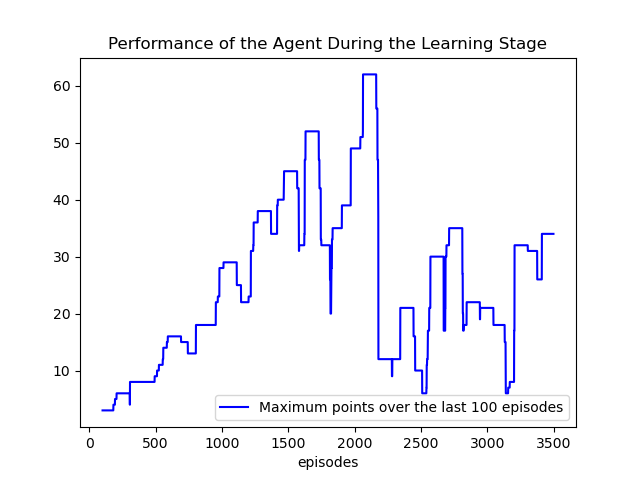 Performance of the Agent During the Learning Stage
60
50
40
30
20
10
Maximum points over the last 100 episodes
0 500 1000 1500 2000 2500 3000 3500
episodes